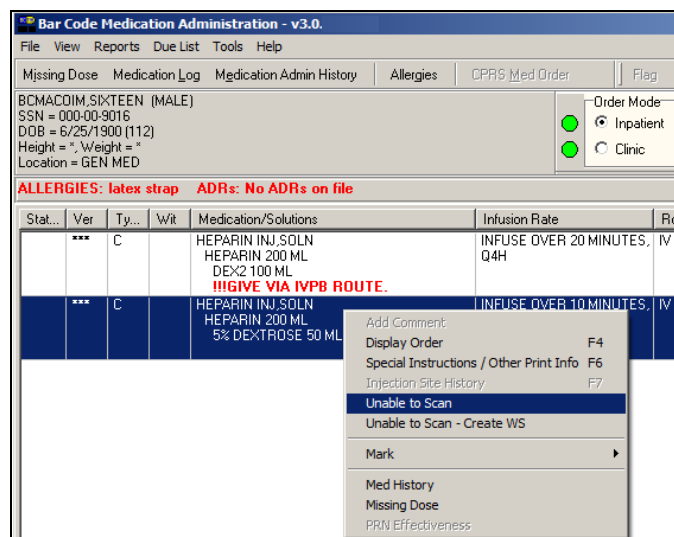 Bar Code Medication Administration - v3.0.
File View Reports Due List Tools Help
Missing Dose Medication Log Medication Admin History Allergies CPRS Med Order Flag
BCMACOIM,SIXTEEN (MALE)
SSN = 000-00-9016
DOB = 6/25/1900 (112)
Height = *, Weight = *
Location = GEN MED
Order Mode
Inpatient
Clinic
ALLERGIES: latex strap ADRs: No ADRs on file
Stat... Ver Ty... Wit Medication/Solutions Infusion Rate Ro
*** C HEPARIN INJ,SOLN INFUSE OVER 20 MINUTES, IV
HEPARIN 200 ML Q4H
DEX2 100 ML
!!!GIVE VIA IVPB ROUTE.
*** C HEPARIN INJ,SOLN INFUSE OVER 10 MINUTES, IV
HEPARIN 200 ML
5% DEXTROSE 50 ML
Add Comment
Display Order F4
Special Instructions / Other Print Info F6
Injection Site History F7
Unable to Scan
Unable to Scan - Create WS
Mark
Med History
Missing Dose
PRN Effectiveness